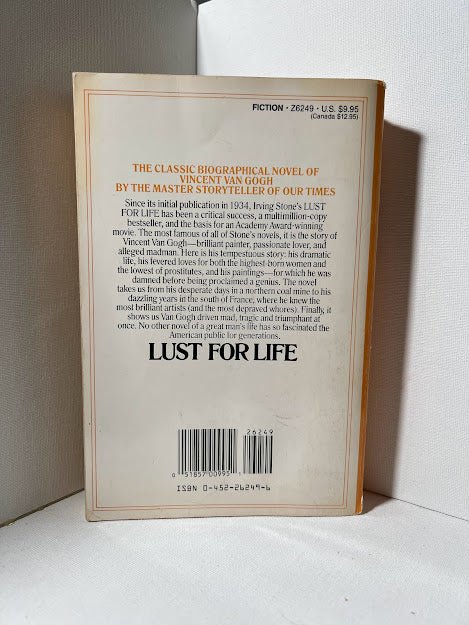 FICTION • Z6249 • U.S. $9.95
(Canada $12.95)
THE CLASSIC BIOGRAPHICAL NOVEL OF
VINCENT VAN GOGH
BY THE MASTER STORYTELLER OF OUR TIMES
Since its initial publication in 1934, Irving Stone's LUST
FOR LIFE has been a critical success, a multimillion-copy
bestseller, and the basis for an Academy Award-winning
movie. The most famous of all of Stone's novels, it is the story of
Vincent Van Gogh—brilliant painter, passionate lover, and
alleged madman. Here is his tempestuous story: his dramatic
life, his fevered loves for both the highest-born women and
the lowest of prostitutes, and his paintings—for which he was
damned before being proclaimed a genius. The novel
takes us from his desperate days in a northern coal mine to his
dazzling years in the south of France, where he knew the
most brilliant artists (and the most depraved whores). Finally, it
shows us Van Gogh driven mad, tragic and triumphant at
once. No other novel of a great man's life has so fascinated the
American public for generations.
LUST FOR LIFE
26249
0 51857 00995 1
ISBN 0-452-26249-6